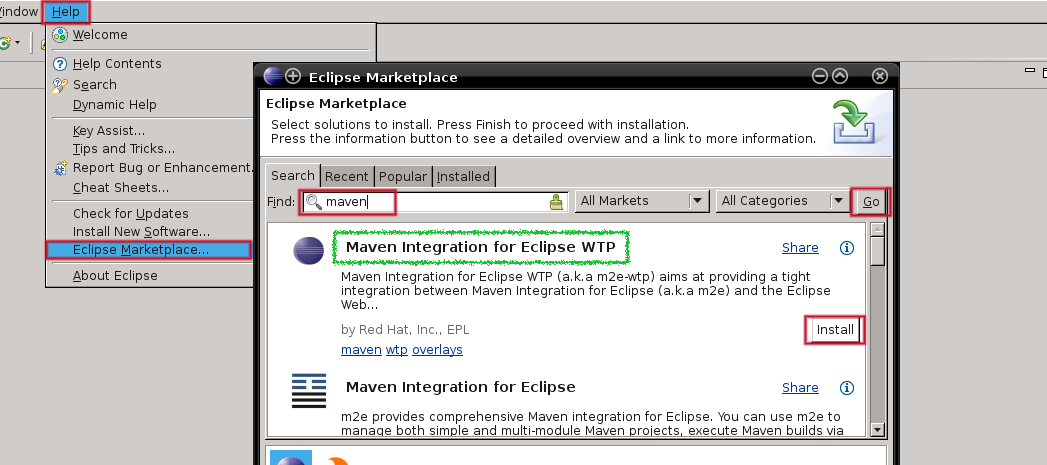 Window Help
Welcome
Help Contents
Search
Dynamic Help
Key Assist...
Tips and Tricks...
Report Bug or Enhancement.
Cheat Sheets...
Check for Updates
Install New Software...
Eclipse Marketplace...
About Eclipse
Eclipse Marketplace
Eclipse Marketplace
Select solutions to install. Press Finish to proceed with installation.
Press the information button to see a detailed overview and a link to more information.
Search Recent Popular Installed
Find: maven All Markets All Categories Go
Maven Integration for Eclipse WTP Share
Maven Integration for Eclipse WTP (a.k.a m2e-wtp) aims at providing a tight
integration between Maven Integration for Eclipse (a.k.a m2e) and the Eclipse
Web...
by Red Hat, Inc., EPL Install
maven wtp overlays
Maven Integration for Eclipse Share
m2e provides comprehensive Maven integration for Eclipse. You can use m2e to
manage both simple and multi-module Maven projects, execute Maven builds via